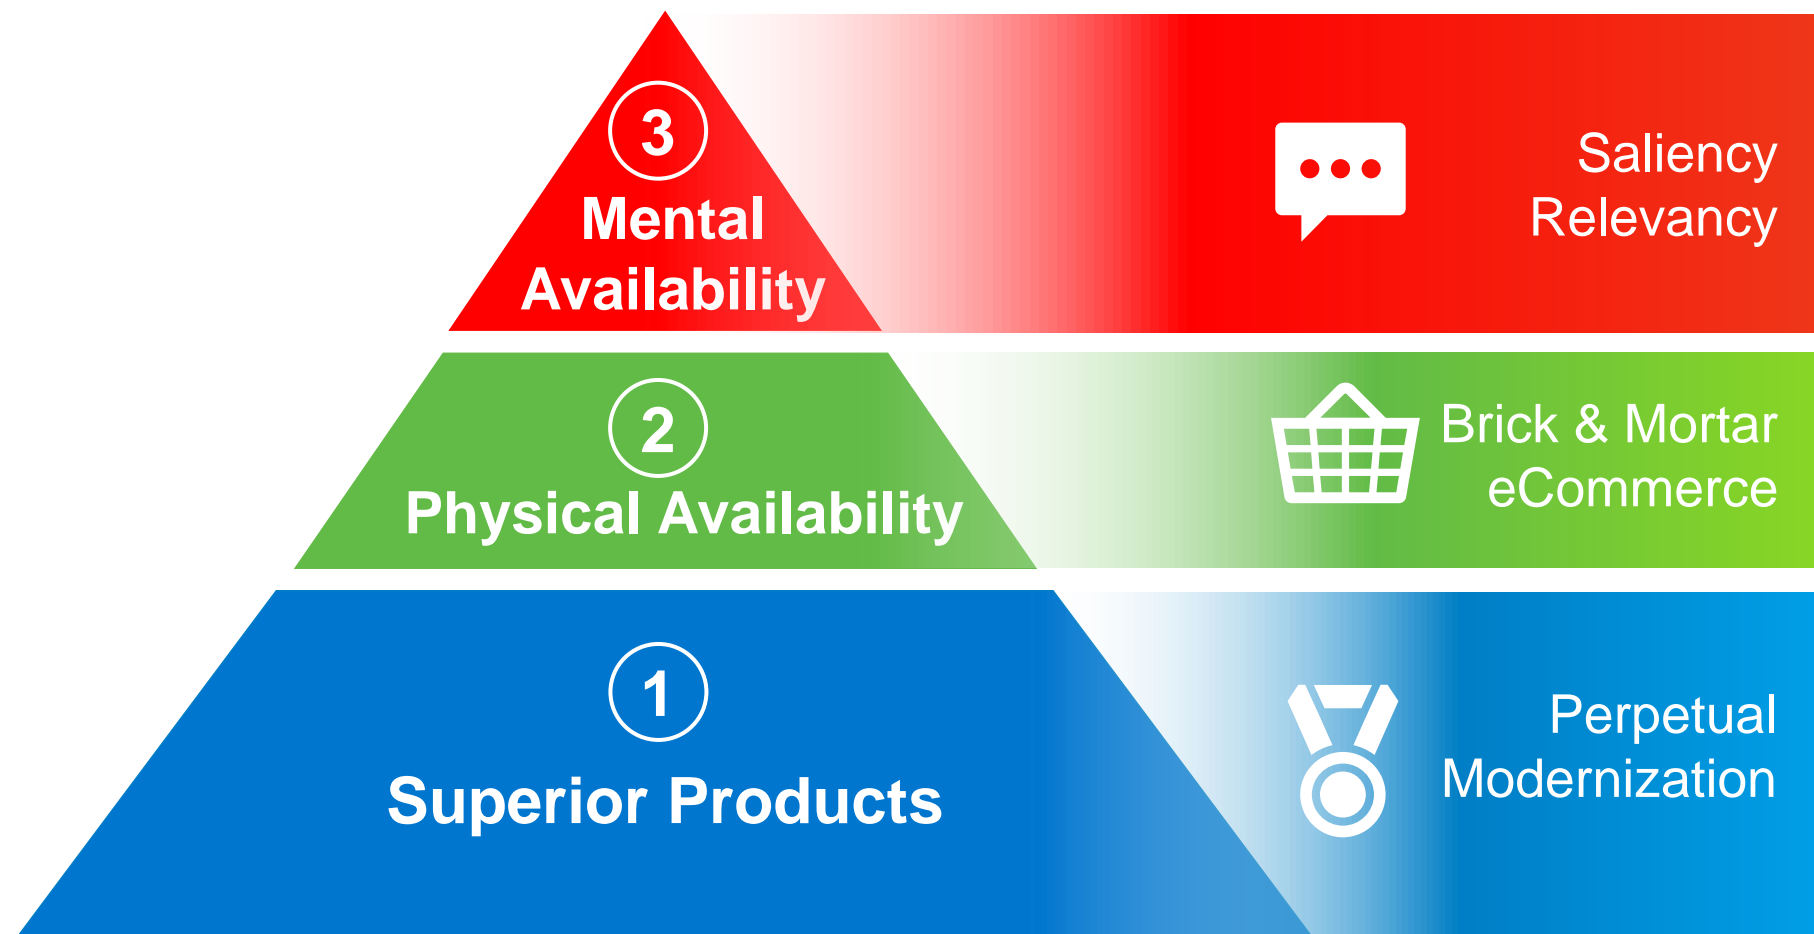 3
Mental
Availability
Saliency
Relevancy
2
Physical Availability
Brick & Mortar
eCommerce
1
Superior Products
Perpetual
Modernization